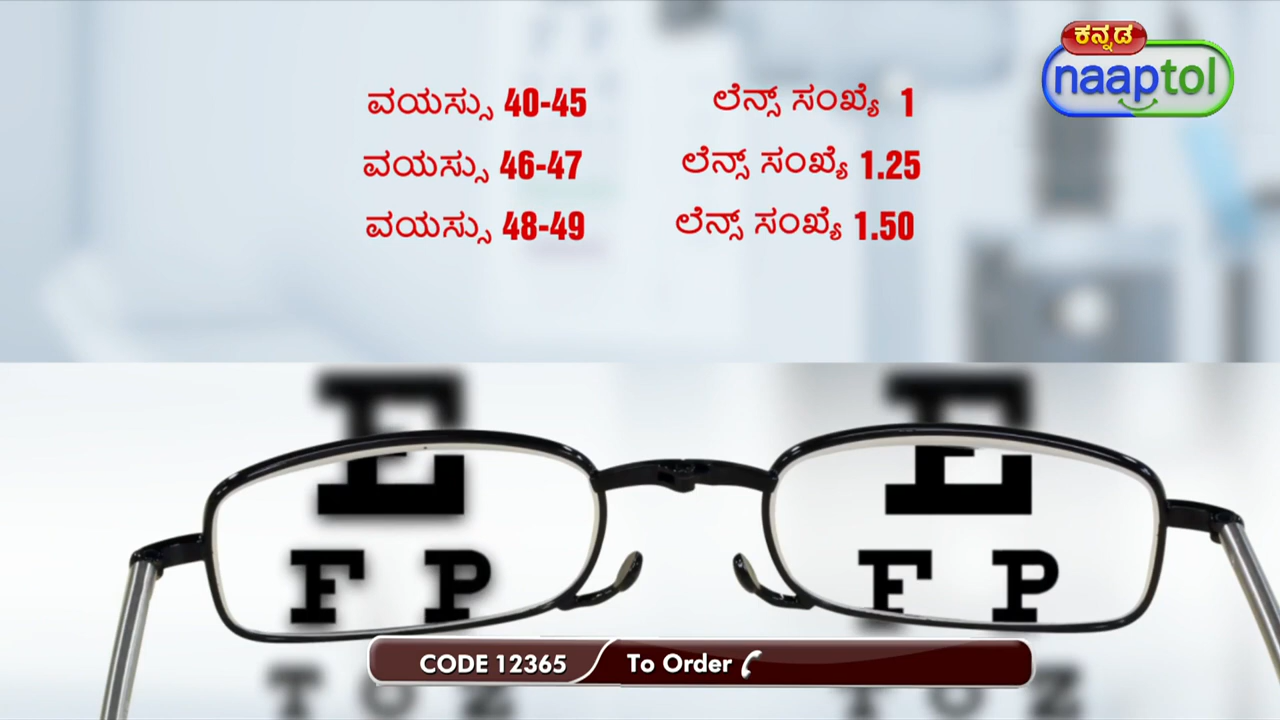 ಕನ್ನಡ
naaptol
ವಯಸ್ಸು 40-45 ಲೆನ್ಸ್ ಸಂಖ್ಯೆ 1
ವಯಸ್ಸು 46-47 ಲೆನ್ಸ್ ಸಂಖ್ಯೆ 1.25
ವಯಸ್ಸು 48-49 ಲೆನ್ಸ್ ಸಂಖ್ಯೆ 1.50
E E
F P F P
T O Z T O Z
CODE 12365 To Order